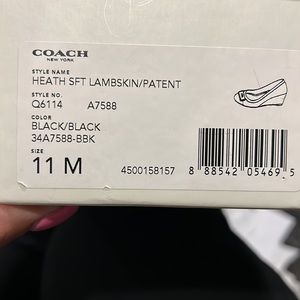 COACH
NEW YORK
STYLE NAME
HEATH SFT LAMBSKIN/PATENT
STYLE NO.
Q6114 A7588
COLOR
BLACK/BLACK
34A7588-BBK
SIZE
11 M 4500158157 8 88542 05469 5